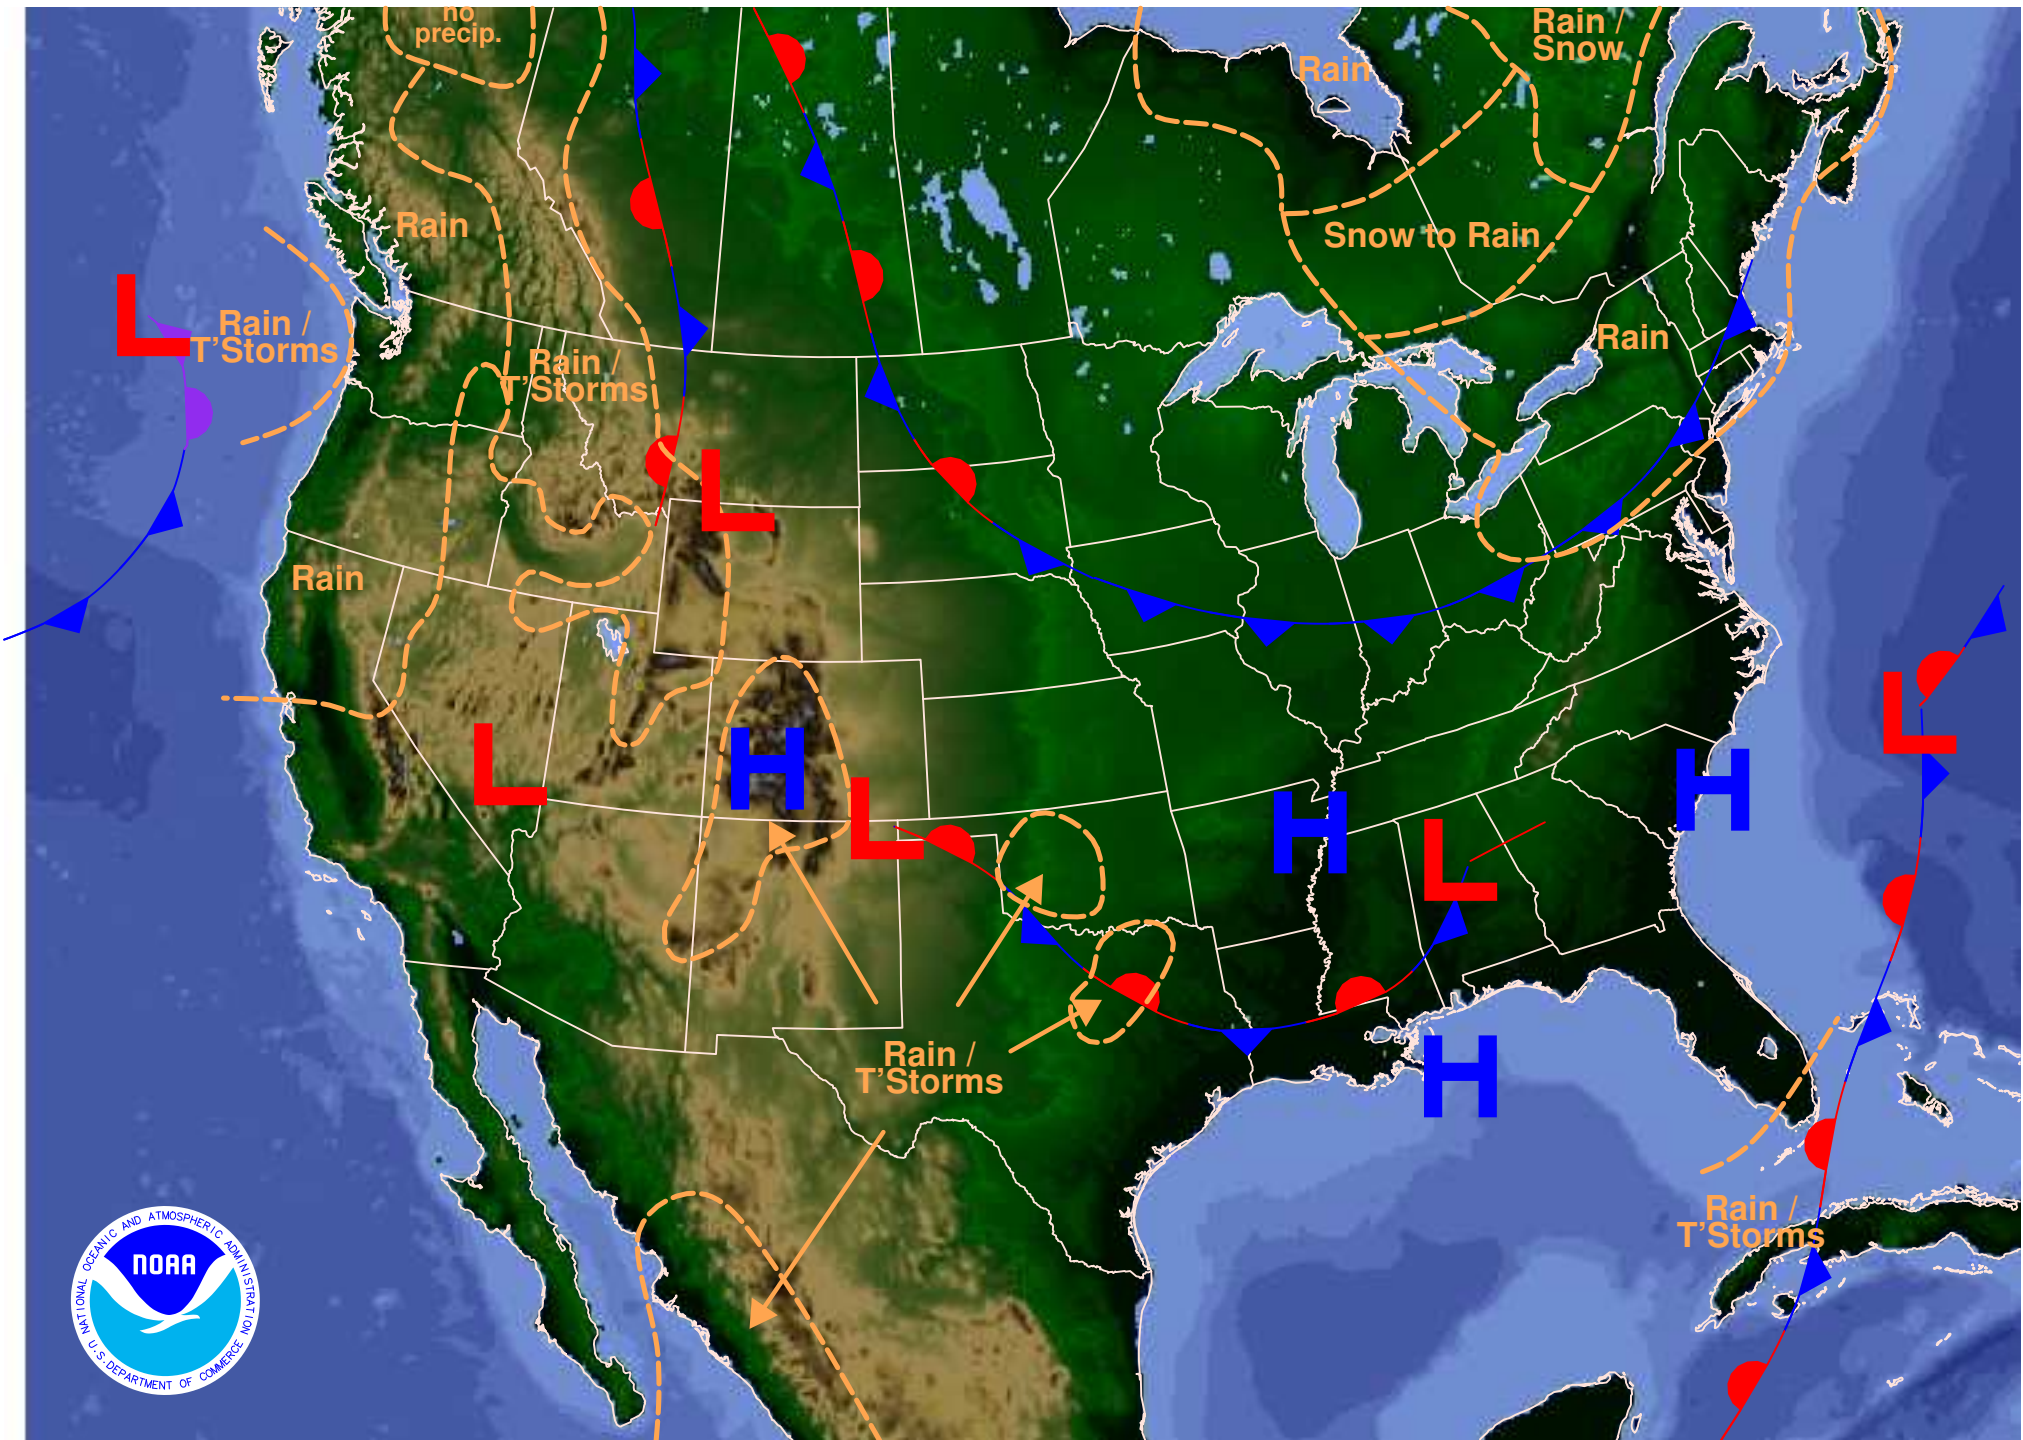 no
precip.
Rain /
Snow
Rain
Rain
Snow to Rain
L
Rain /
T'Storms
Rain /
T'Storms
Rain
L
Rain
L
H
L
H
L
H
L
H
Rain /
T'Storms
Rain /
T'Storms
NATIONAL OCEANIC AND ATMOSPHERIC ADMINISTRATION
NOAA
U.S. DEPARTMENT OF COMMERCE